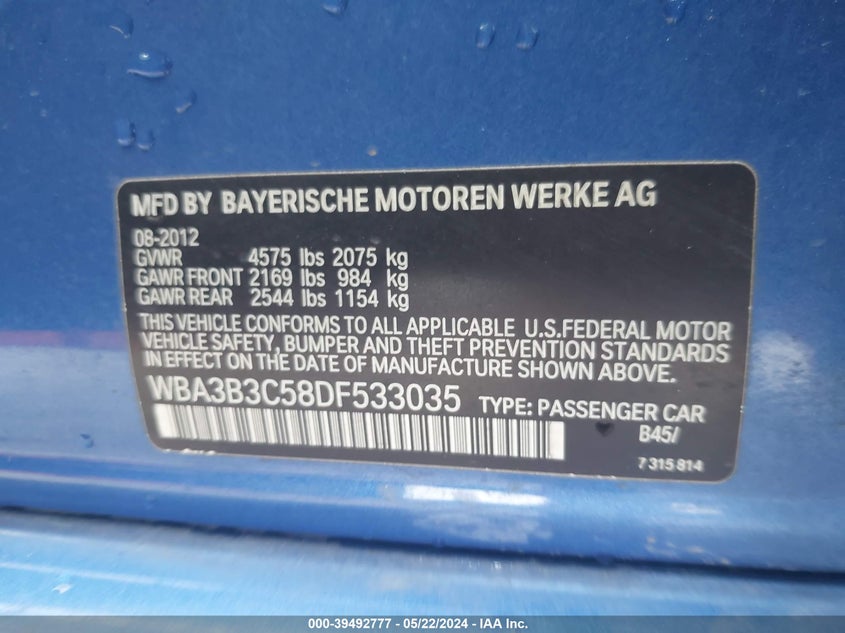 MFD BY BAYERISCHE MOTOREN WERKE AG
08-2012
GVWR 4575 lbs 2075 kg
GAWR FRONT 2169 lbs 984 kg
GAWR REAR 2544 lbs 1154 kg
THIS VEHICLE CONFORMS TO ALL APPLICABLE U.S.FEDERAL MOTOR
VEHICLE SAFETY, BUMPER AND THEFT PREVENTION STANDARDS
IN EFFECT ON THE DATE OF MANUFACTURE SHOWN ABOVE.
WBA3B3C58DF533035 TYPE: PASSENGER CAR
B45/
7 315 814
000-39492777 - 05/22/2024 - IAA Inc.